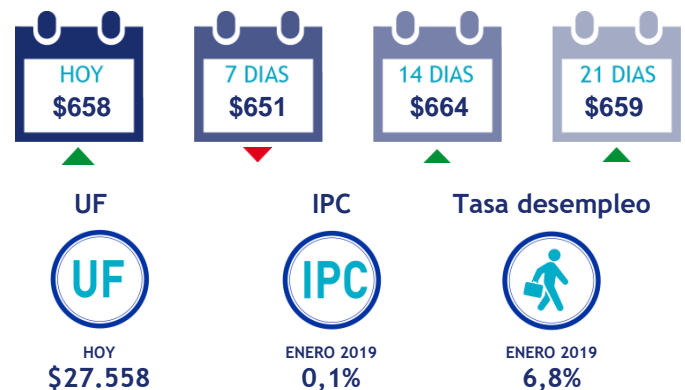 HOY
$658
7 DIAS
$651
14 DIAS
$664
21 DIAS
$659
UF
IPC
Tasa desempleo
UF
IPC
HOY
$27.558
ENERO 2019
0,1%
ENERO 2019
6,8%